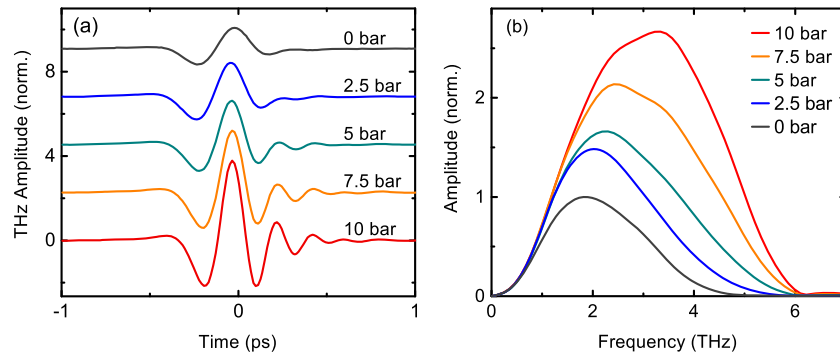 (a)
0 bar
2.5 bar
5 bar
7.5 bar
10 bar
THz Amplitude (norm.)
8
4
0
-1
0
1
Time (ps)
(b)
10 bar
7.5 bar
5 bar
2.5 bar
0 bar
Amplitude (norm.)
2
1
0
0
2
4
6
Frequency (THz)